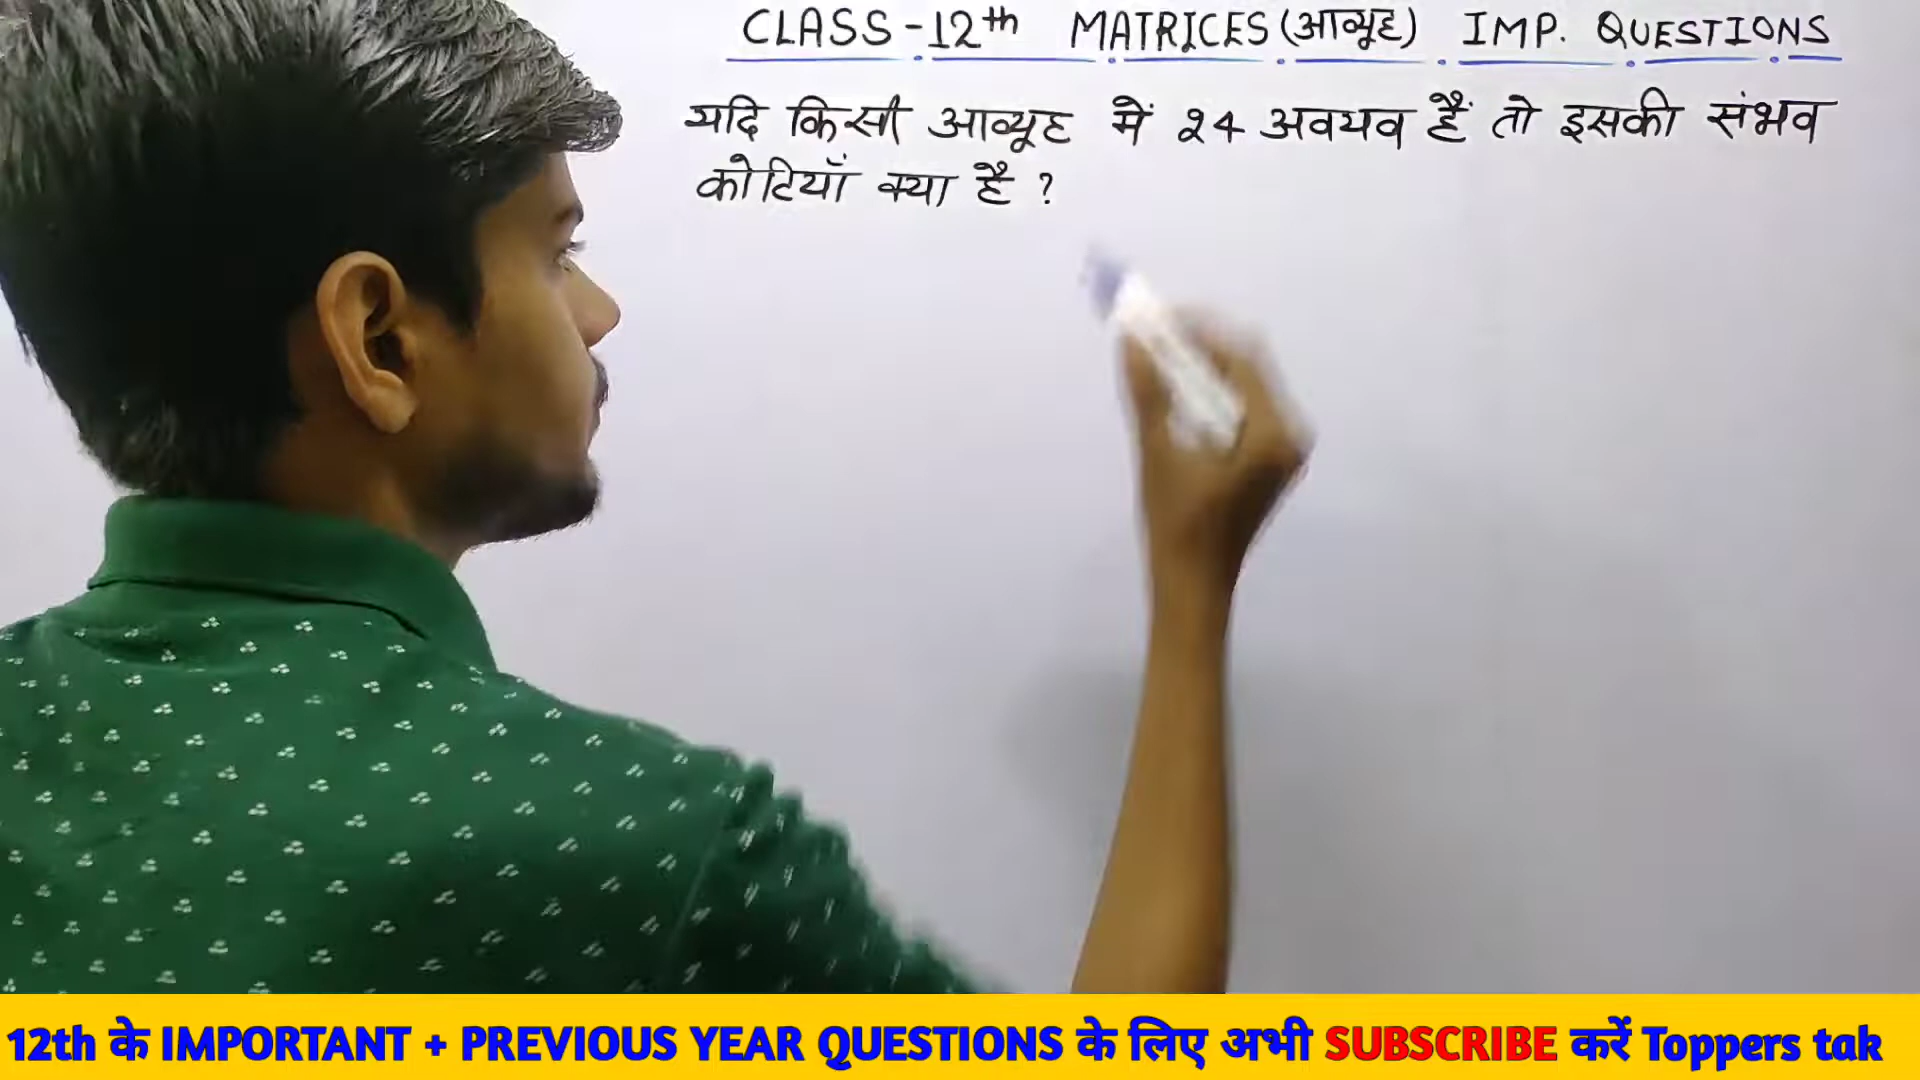 CLASS-12th MATRICES (आव्यूह) IMP. QUESTIONS
यदि किसी आव्यूह में 24 अवयव हैं तो इसकी संभव
कोटियाँ क्या है ?
12th के IMPORTANT + PREVIOUS YEAR QUESTIONS के लिए अभी SUBSCRIBE करें Toppers tak